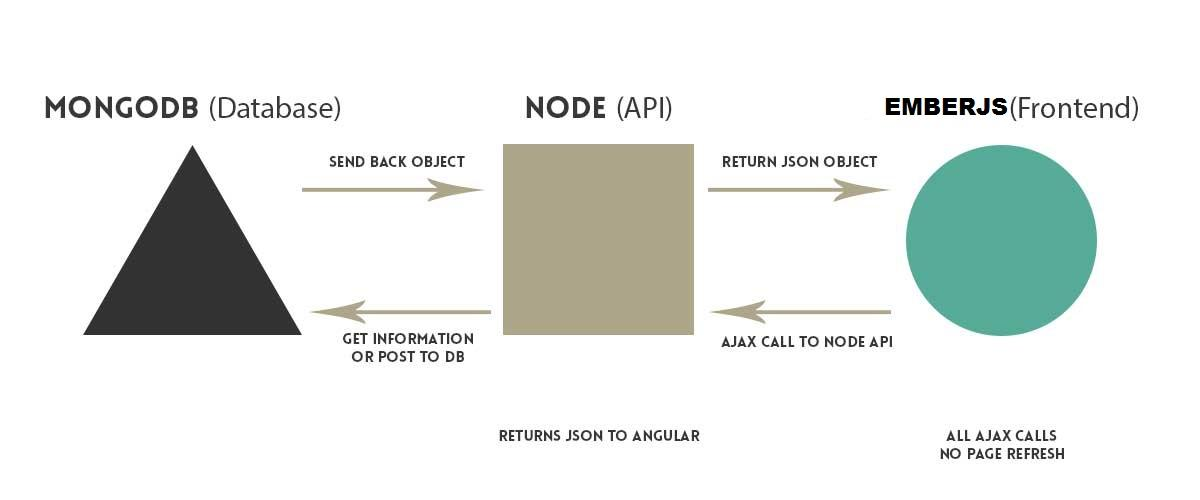 MONGODB (Database)
NODE (API)
EMBERJS(Frontend)
SEND BACK OBJECT
RETURN JSON OBJECT
GET INFORMATION
OR POST TO DB
AJAX CALL TO NODE API
RETURNS JSON TO ANGULAR
ALL AJAX CALLS
NO PAGE REFRESH